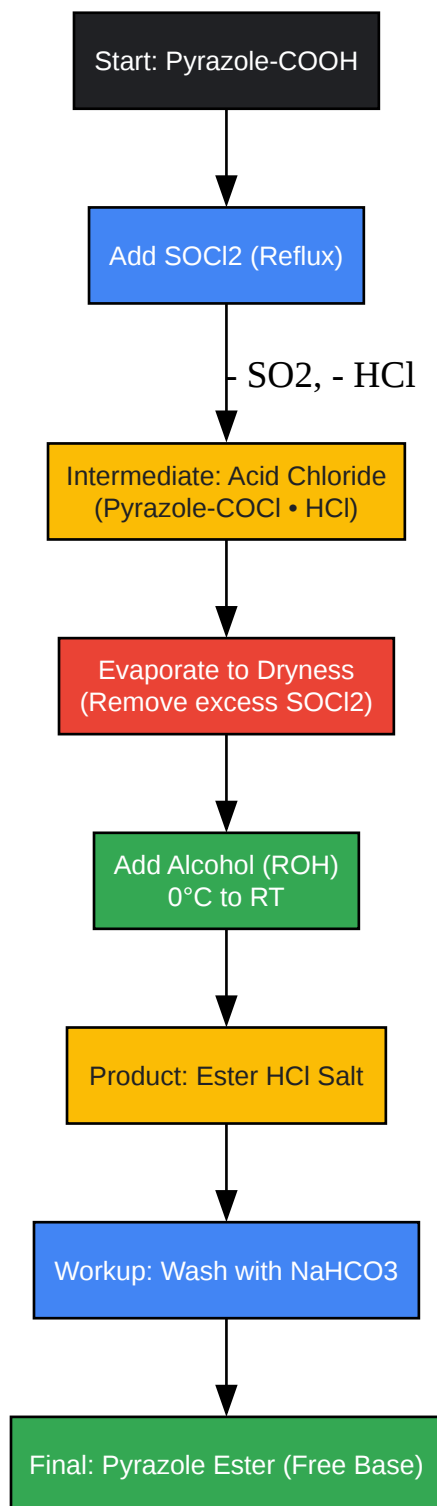 Start: Pyrazole-COOH
Add SOCl2 (Reflux)
- SO2, - HCl
Intermediate: Acid Chloride
(Pyrazole-COCl • HCl)
Evaporate to Dryness
(Remove excess SOCl2)
Add Alcohol (ROH)
0°C to RT
Product: Ester HCl Salt
Workup: Wash with NaHCO3
Final: Pyrazole Ester (Free Base)